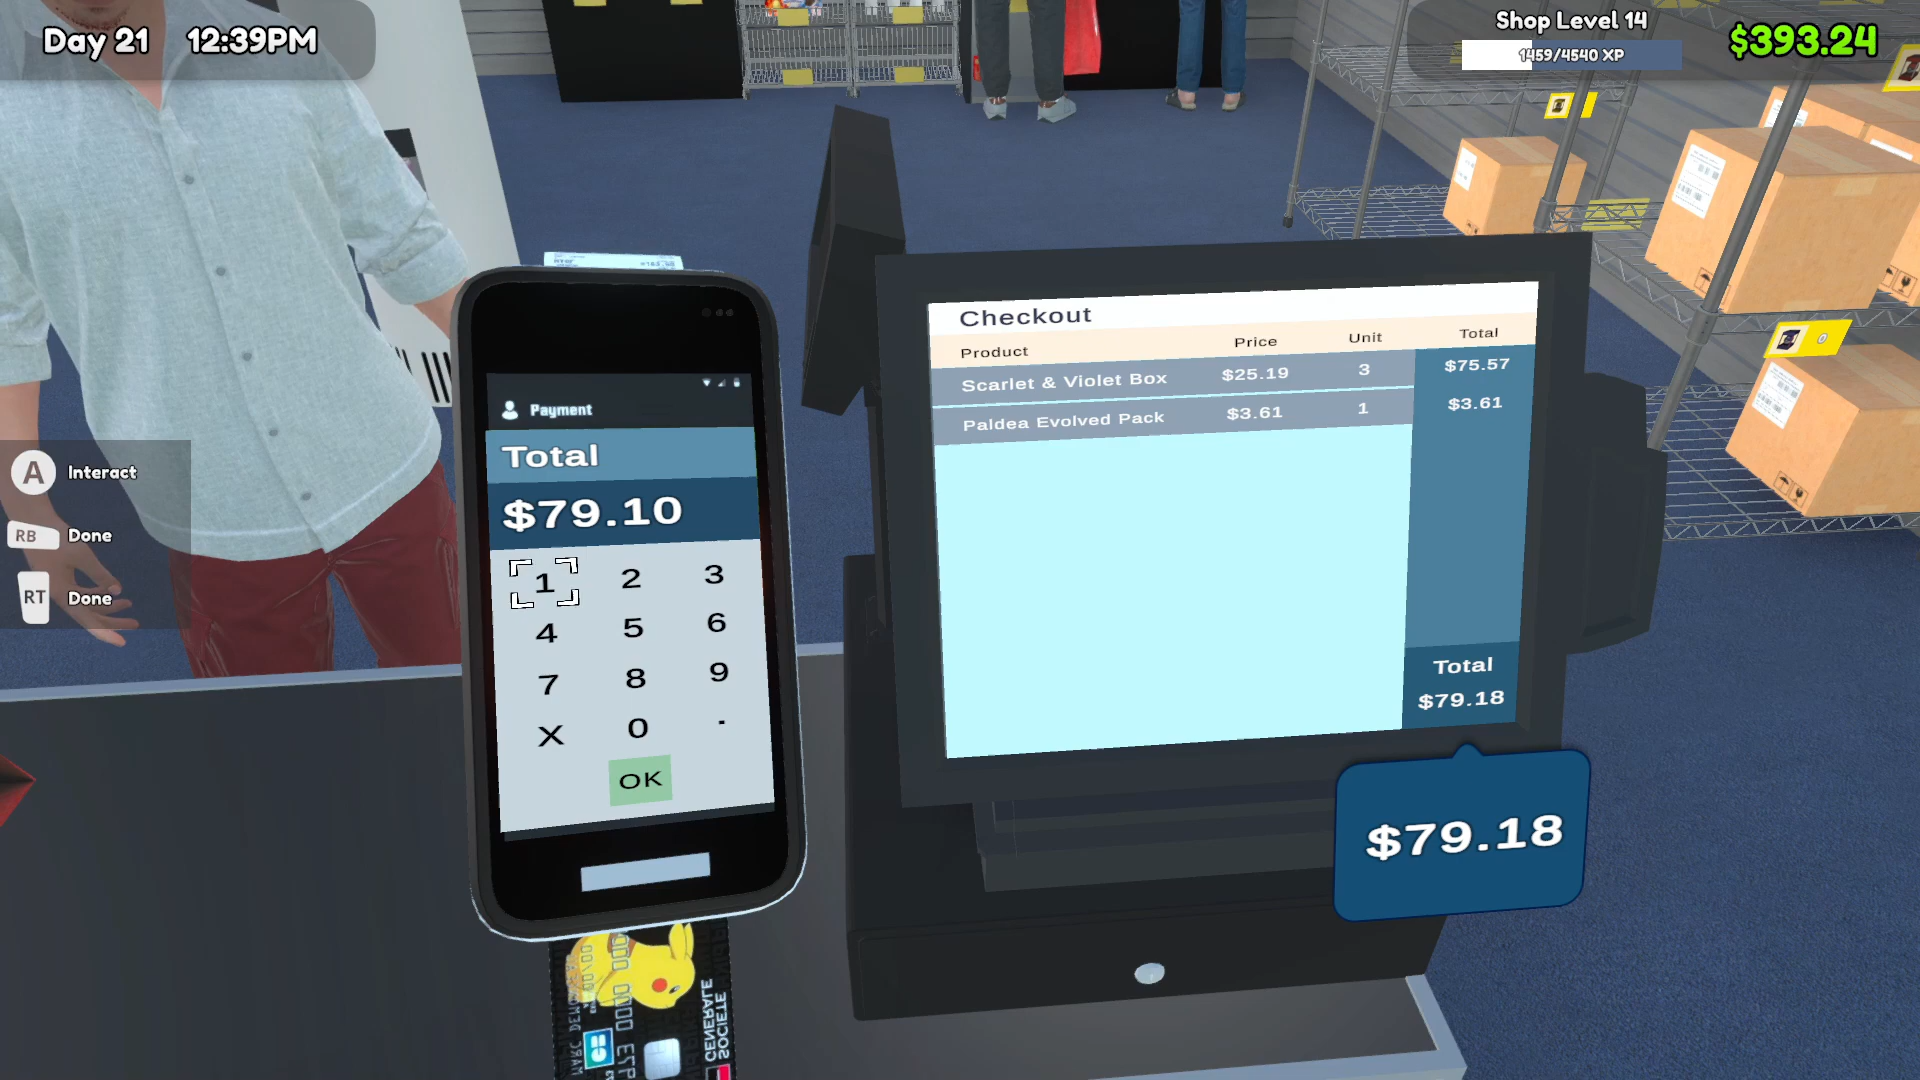 Day 21 12:39PM
Shop Level 14
1459/4540 XP
$393.24
A Interact
RB Done
RT Done
Payment
Total
$79.10
1 2 3
4 5 6
7 8 9
X 0 .
OK
Checkout
Product Price Unit Total
Scarlet & Violet Box $25.19 3 $75.57
Paldea Evolved Pack $3.61 1 $3.61
Total
$79.18
$79.18
0
SOCIETE
GENERALE
CB